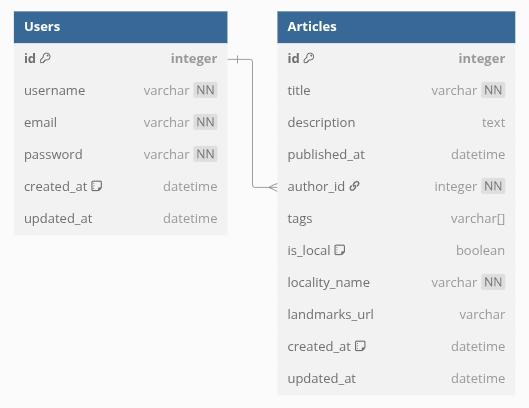 Users
id integer
username varchar NN
email varchar NN
password varchar NN
created_at datetime
updated_at datetime
Articles
id integer
title varchar NN
description text
published_at datetime
author_id integer NN
tags varchar[]
is_local boolean
locality_name varchar NN
landmarks_url varchar
created_at datetime
updated_at datetime